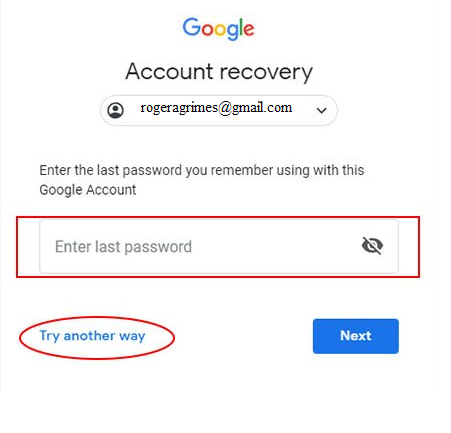 Google
Account recovery
rogeragrimes@gmail.com
Enter the last password you remember using with this
Google Account
Enter last password
Try another way
Next